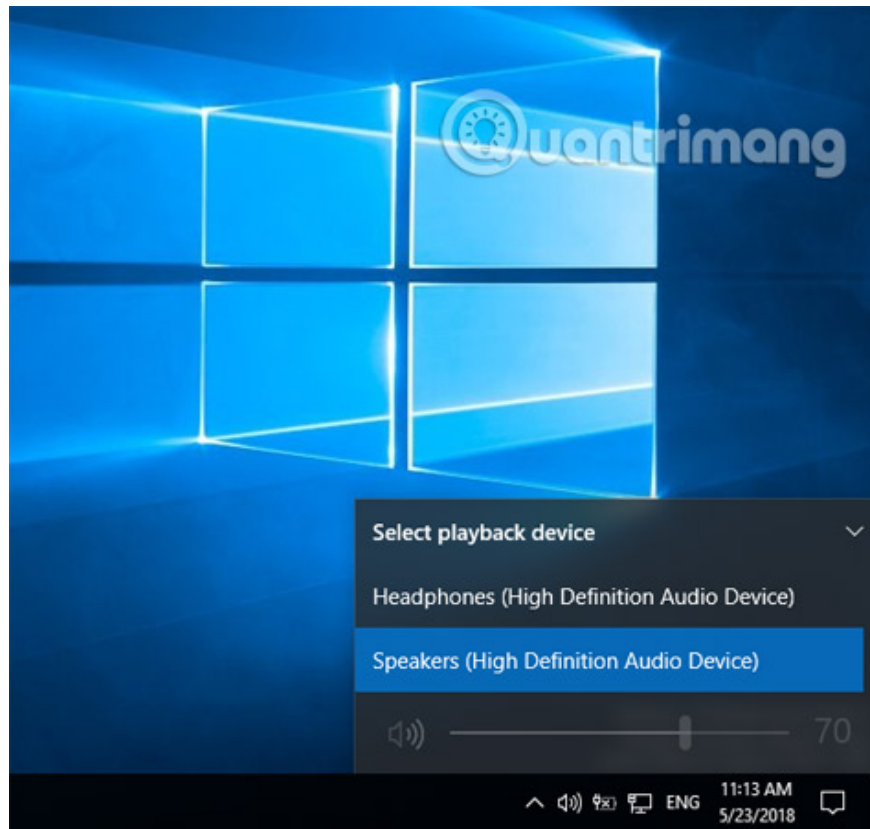 Quantrimang
Select playback device
Headphones (High Definition Audio Device)
Speakers (High Definition Audio Device)
70
ENG
11:13 AM
5/23/2018